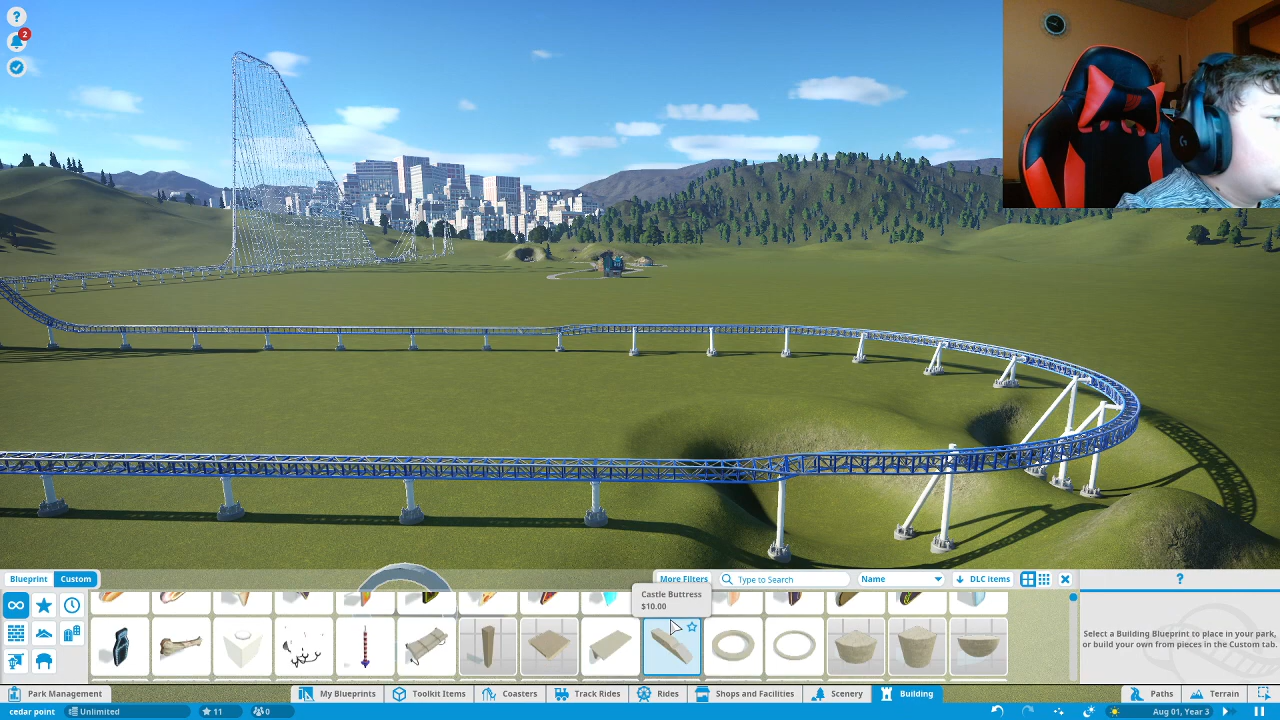 ?
2
Blueprint Custom
More Filters Type to Search Name DLC items
?
Castle Buttress
$10.00
Select a Building Blueprint to place in your park,
or build your own from pieces in the Custom tab.
Park Management My Blueprints Toolkit Items Coasters Track Rides Rides Shops and Facilities Scenery Building Paths Terrain
cedar point Unlimited 11 0 Aug 01, Year 3